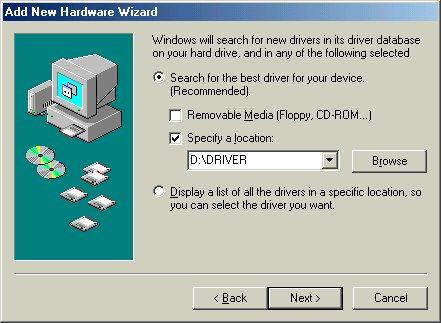 Add New Hardware Wizard
Windows will search for new drivers in its driver database
on your hard drive, and in any of the following selected
Search for the best driver for your device.
(Recommended).
Removable Media (Floppy, CD-ROM...)
Specify a location:
D:\DRIVER
Browse
Display a list of all the drivers in a specific location, so
you can select the driver you want.
< Back
Next >
Cancel